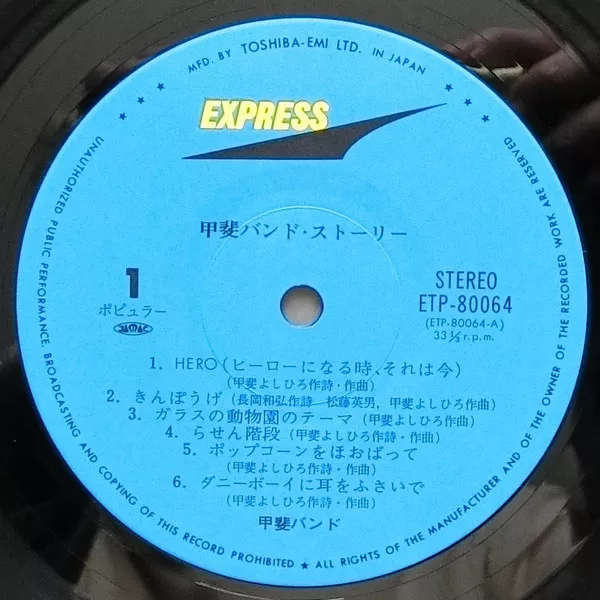 MFD. BY TOSHIBA-EMI LTD. IN JAPAN
EXPRESS
甲斐バンド・ストーリー
1
ポピュラー
JASRAC
STEREO
ETP-80064
(ETP-80064-A)
33⅓r.p.m.
1. HERO(ヒーローになる時、それは今)
(甲斐よしひろ作詩・作曲)
2. きんぽうげ(長岡和弘作詩—松藤英男, 甲斐よしひろ作曲)
3. ガラスの動物園のテーマ(甲斐よしひろ作曲)
4. らせん階段(甲斐よしひろ作詩・作曲)
5. ポップコーンをほおばって
(甲斐よしひろ作詩・作曲)
6. ダニーボーイに耳をふさいで
(甲斐よしひろ作詩・作曲)
甲斐バンド
UNAUTHORIZED PUBLIC PERFORMANCE, BROADCASTING AND COPYING OF THIS RECORD PROHIBITED ★ ALL RIGHTS OF THE MANUFACTURER AND OF THE OWNER OF THE RECORDED WORK ARE RESERVED